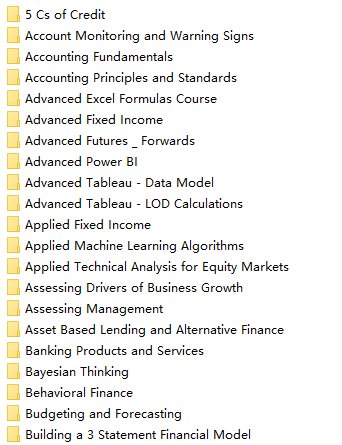 5 Cs of Credit
Account Monitoring and Warning Signs
Accounting Fundamentals
Accounting Principles and Standards
Advanced Excel Formulas Course
Advanced Fixed Income
Advanced Futures _ Forwards
Advanced Power BI
Advanced Tableau - Data Model
Advanced Tableau - LOD Calculations
Applied Fixed Income
Applied Machine Learning Algorithms
Applied Technical Analysis for Equity Markets
Assessing Drivers of Business Growth
Assessing Management
Asset Based Lending and Alternative Finance
Banking Products and Services
Bayesian Thinking
Behavioral Finance
Budgeting and Forecasting
Building a 3 Statement Financial Model